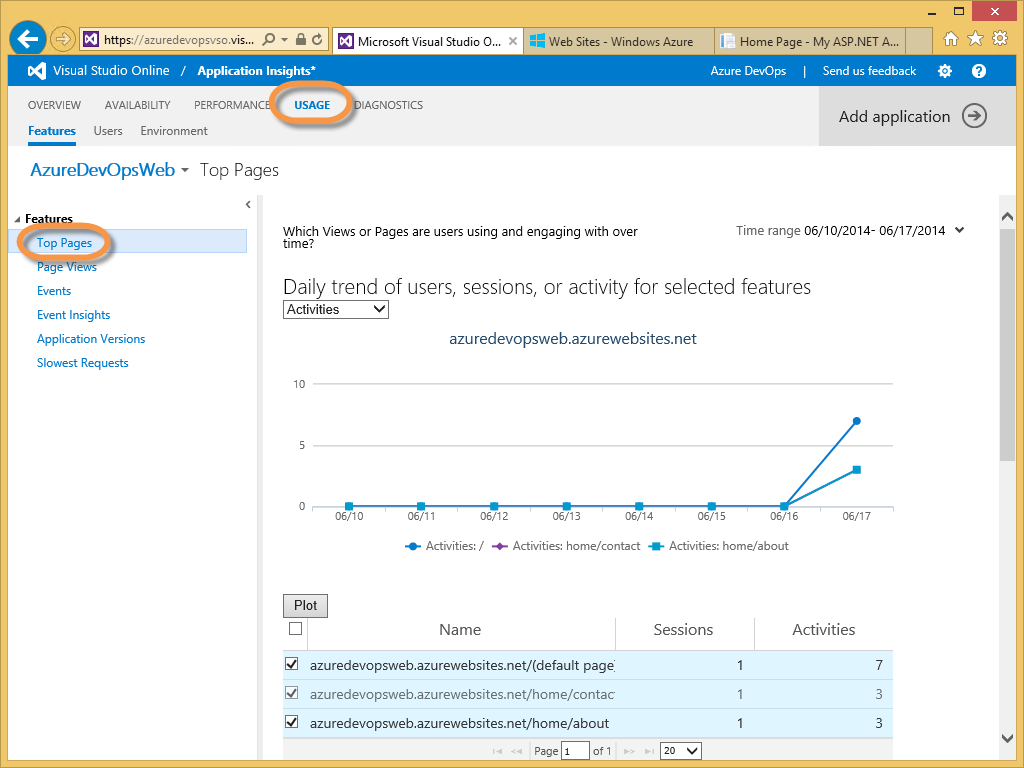 https://azuredevopsvso.vis...
Microsoft Visual Studio O...
Web Sites - Windows Azure
Home Page - My ASP.NET A...
Visual Studio Online / Application Insights*
Azure DevOps | Send us feedback
OVERVIEW AVAILABILITY PERFORMANCE USAGE DIAGNOSTICS
Features Users Environment
Add application
AzureDevOpsWeb Top Pages
Features
Top Pages
Page Views
Events
Event Insights
Application Versions
Slowest Requests
Which Views or Pages are users using and engaging with over
time?
Time range 06/10/2014- 06/17/2014
Daily trend of users, sessions, or activity for selected features
Activities
azuredevopsweb.azurewebsites.net
10
5
0
06/10 06/11 06/12 06/13 06/14 06/15 06/16 06/17
Activities: / Activities: home/contact Activities: home/about
Plot
Name Sessions Activities
azuredevopsweb.azurewebsites.net/(default page) 1 7
azuredevopsweb.azurewebsites.net/home/contac 1 3
azuredevopsweb.azurewebsites.net/home/about 1 3
Page 1 of 1 20